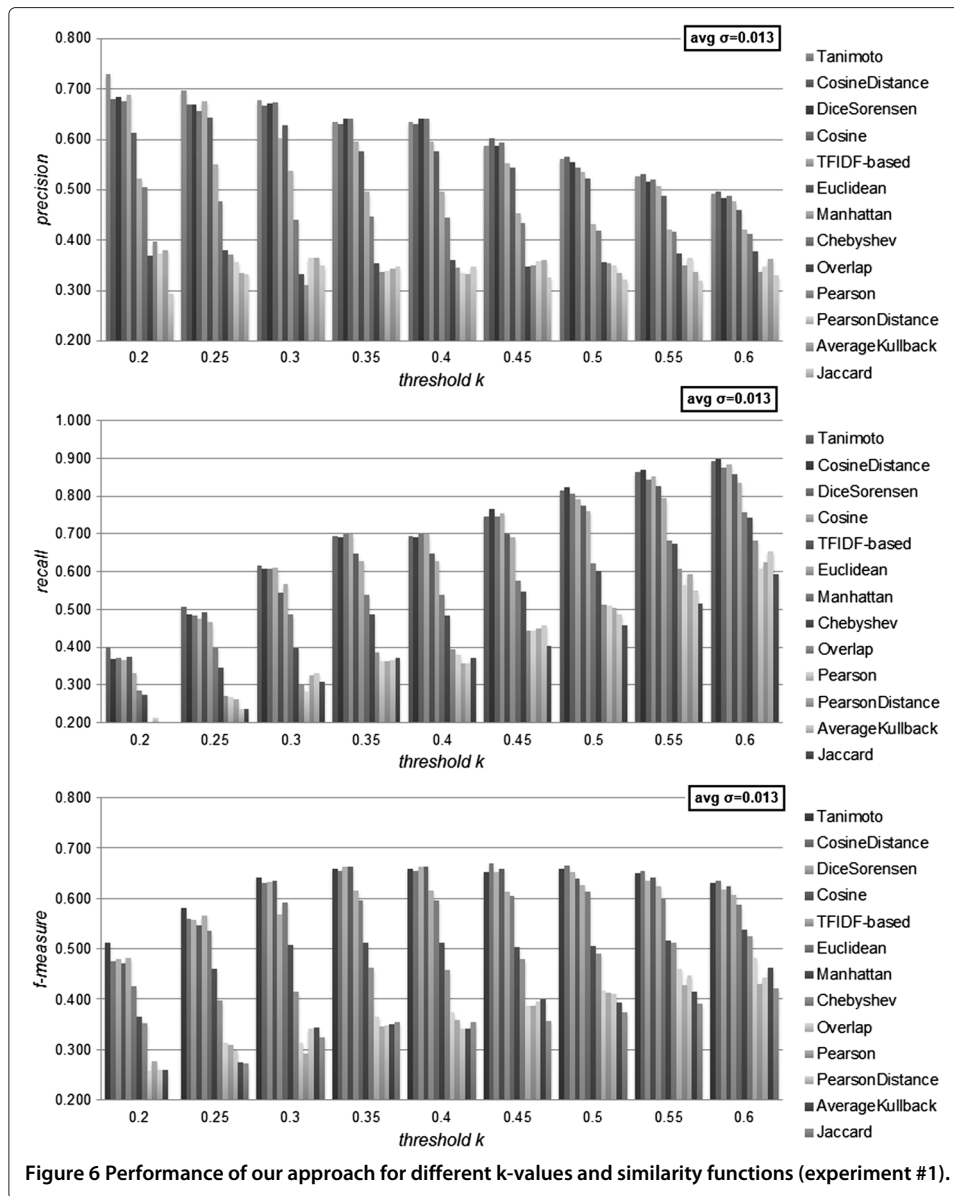 avg σ=0.013
0.800
0.700
0.600
0.500
0.400
0.300
0.200
precision
0.2 0.25 0.3 0.35 0.4 0.45 0.5 0.55 0.6
threshold k
Tanimoto
CosineDistance
DiceSorensen
Cosine
TFIDF-based
Euclidean
Manhattan
Chebyshev
Overlap
Pearson
PearsonDistance
AverageKullback
Jaccard
avg σ=0.013
1.000
0.900
0.800
0.700
0.600
0.500
0.400
0.300
0.200
recall
0.2 0.25 0.3 0.35 0.4 0.45 0.5 0.55 0.6
threshold k
Tanimoto
CosineDistance
DiceSorensen
Cosine
TFIDF-based
Euclidean
Manhattan
Chebyshev
Overlap
Pearson
PearsonDistance
AverageKullback
Jaccard
avg σ=0.013
0.800
0.700
0.600
0.500
0.400
0.300
0.200
f-measure
0.2 0.25 0.3 0.35 0.4 0.45 0.5 0.55 0.6
threshold k
Tanimoto
CosineDistance
DiceSorensen
Cosine
TFIDF-based
Euclidean
Manhattan
Chebyshev
Overlap
Pearson
PearsonDistance
AverageKullback
Jaccard
Figure 6 Performance of our approach for different k-values and similarity functions (experiment #1).